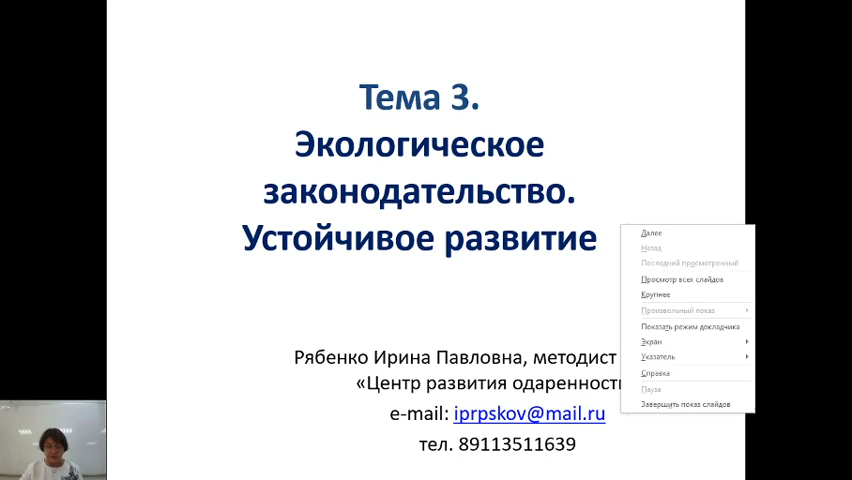 Тема 3.
Экологическое
законодательство.
Устойчивое развитие
Рябенко Ирина Павловна, методист
«Центр развития одаренност
e-mail: iprpskov@mail.ru
тел. 89113511639
Далее
Назад
Последний просмотренный
Просмотр всех слайдов
Крупнее
Произвольный показ
Показать режим докладчика
Экран
Указатель
Справка
Пауза
Завершить показ слайдов